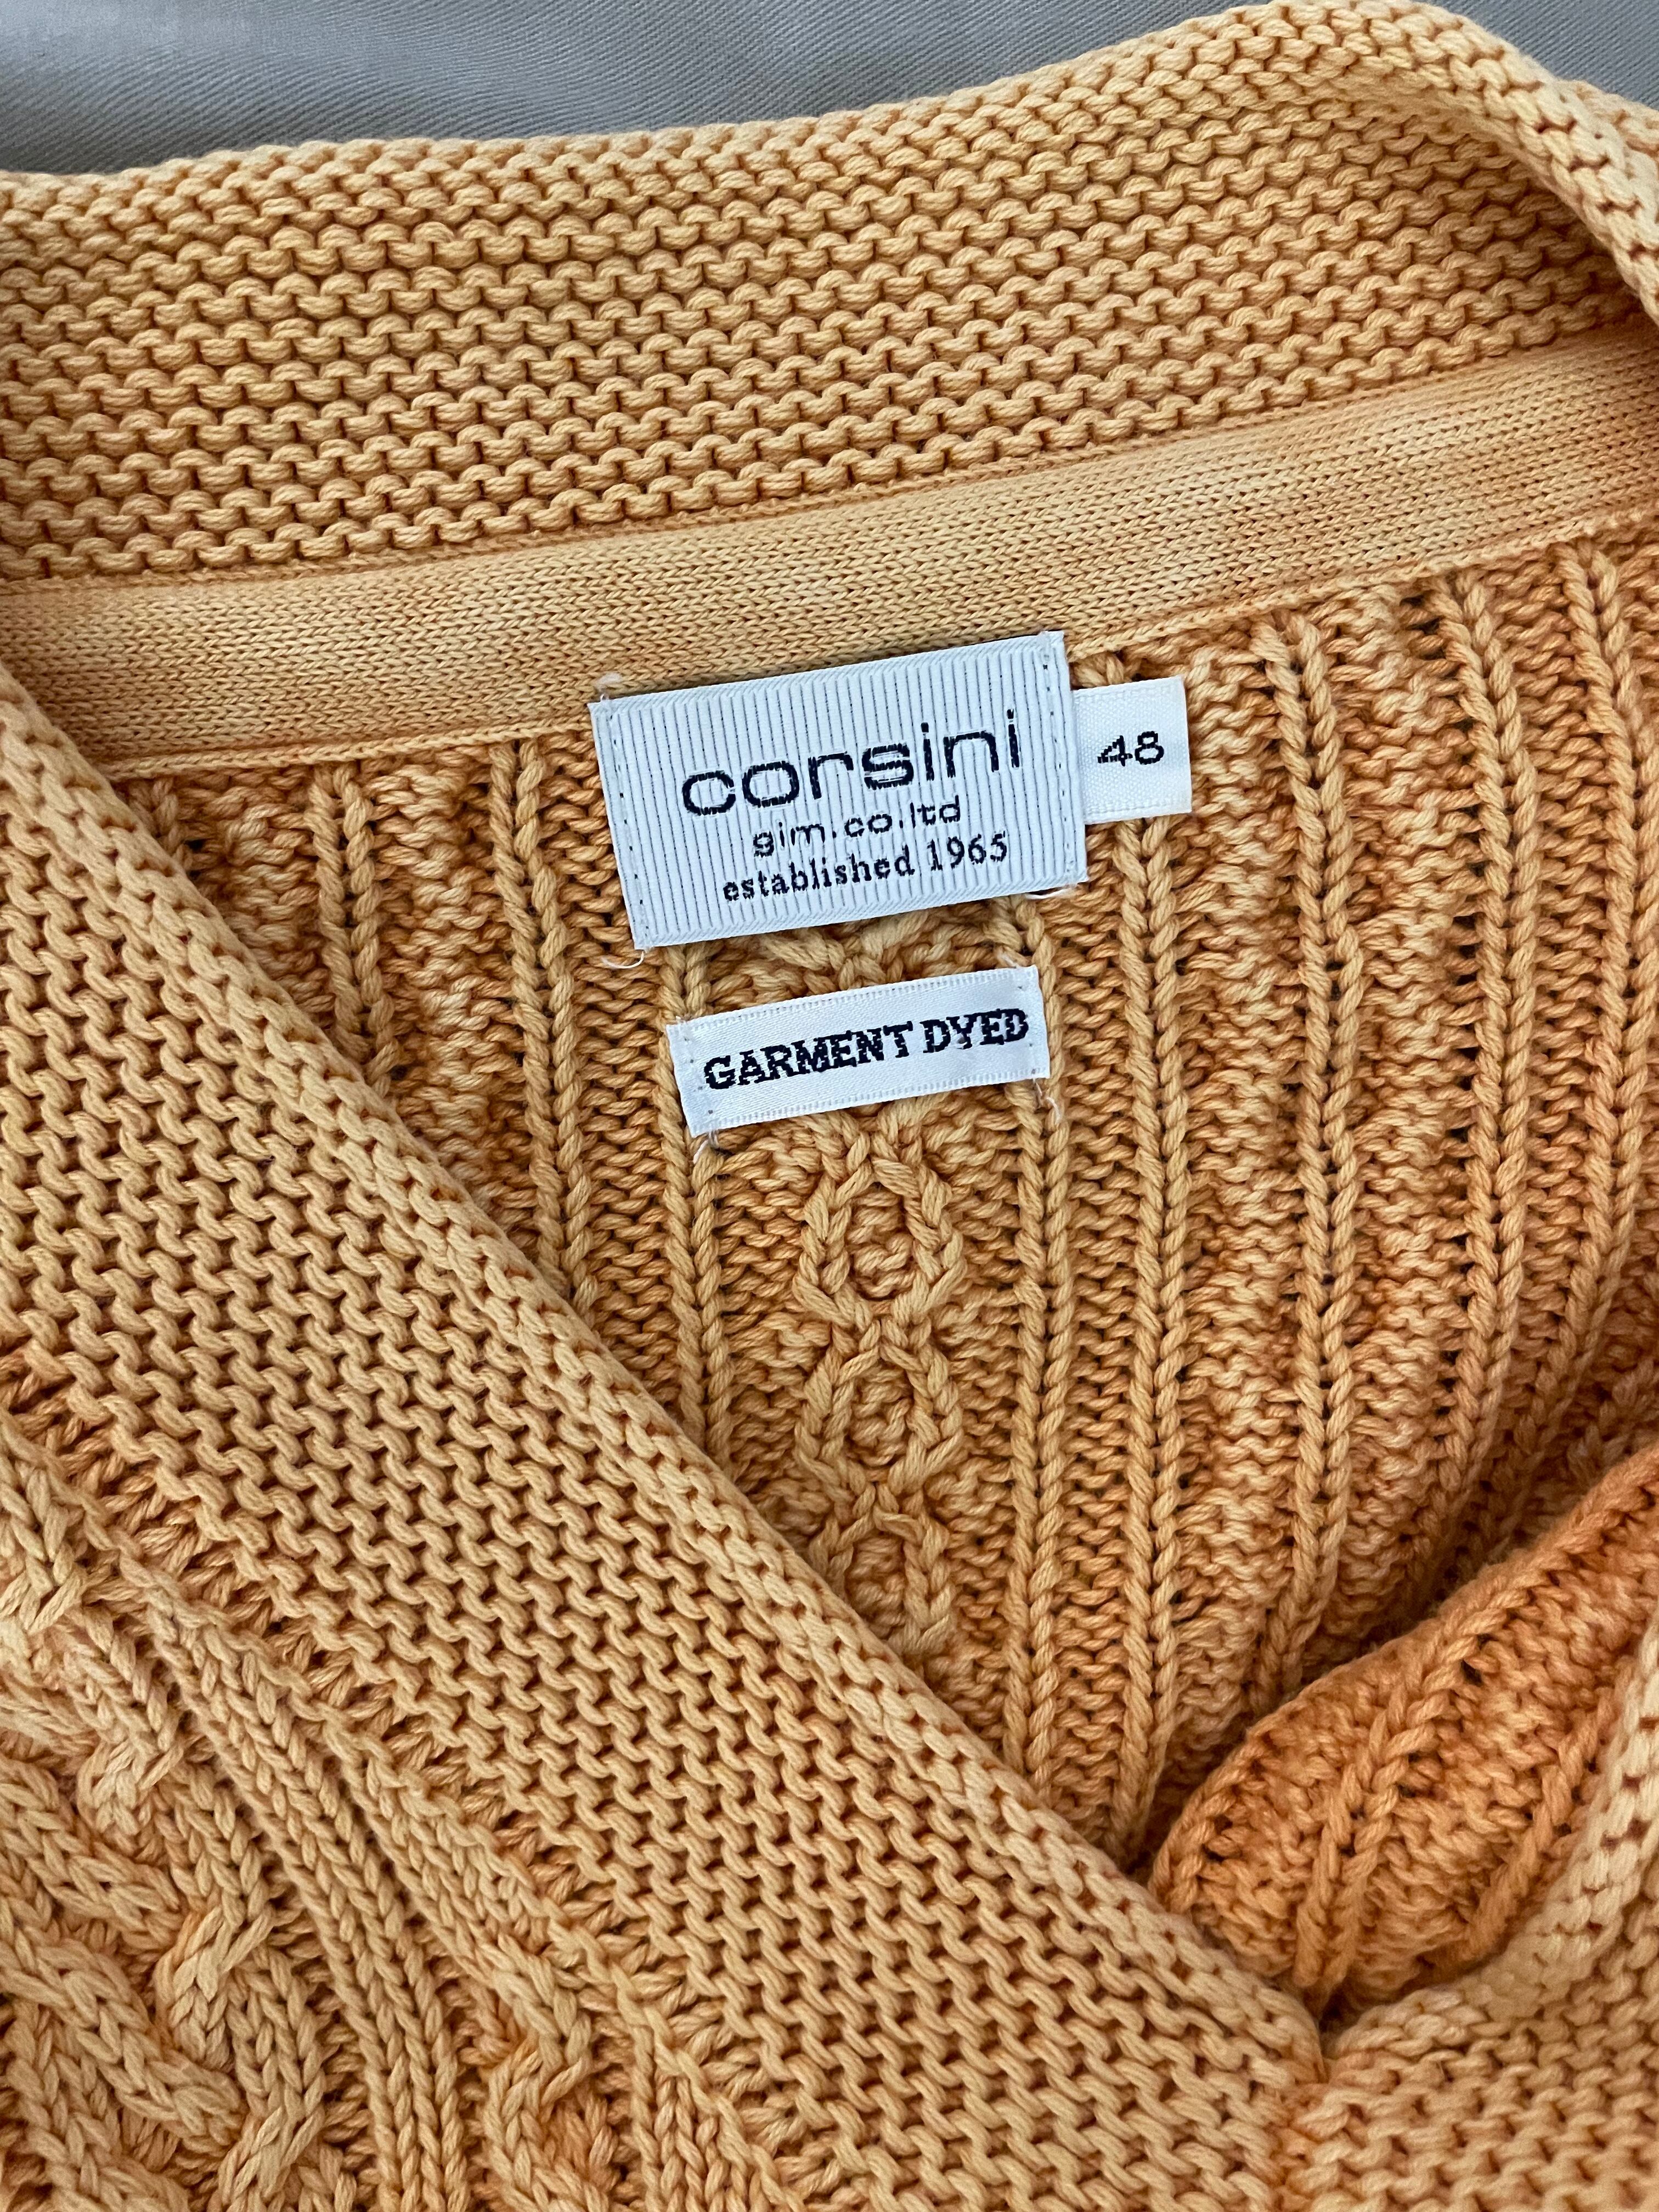 corsini
gim.co.ltd
established 1965
48
GARMENT DYED